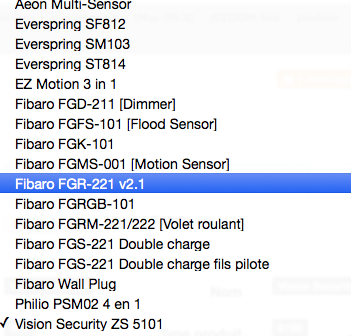 Aeon Multi-Sensor
Everspring SF812
Everspring SM103
Everspring ST814
EZ Motion 3 in 1
Fibaro FGD-211 [Dimmer]
Fibaro FGFS-101 [Flood Sensor]
Fibaro FGK-101
Fibaro FGMS-001 [Motion Sensor]
Fibaro FGR-221 v2.1
Fibaro FGRGB-101
Fibaro FGRM-221/222 [Volet roulant]
Fibaro FGS-221 Double charge
Fibaro FGS-221 Double charge fils pilote
Fibaro Wall Plug
Philio PSM02 4 en 1
✓ Vision Security ZS 5101